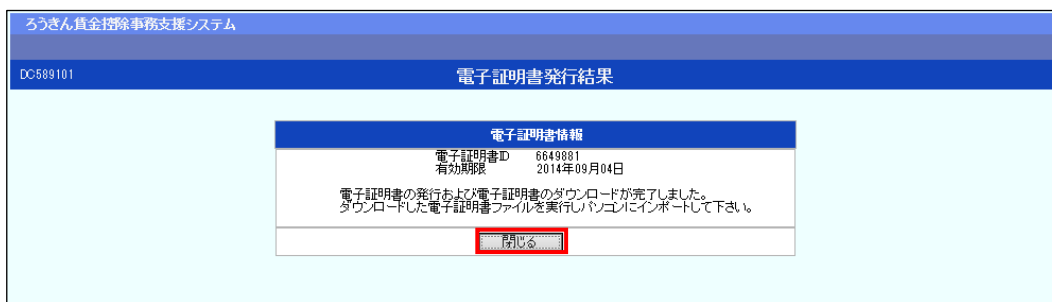 ろうきん賃金控除事務支援システム
DC589101
電子証明書発行結果
電子証明書情報
電子証明書ID 6649881
有効期限 2014年09月04日
電子証明書の発行および電子証明書のダウンロードが完了しました。
ダウンロードした電子証明書ファイルを実行しパソコンにインポートして下さい。
閉じる